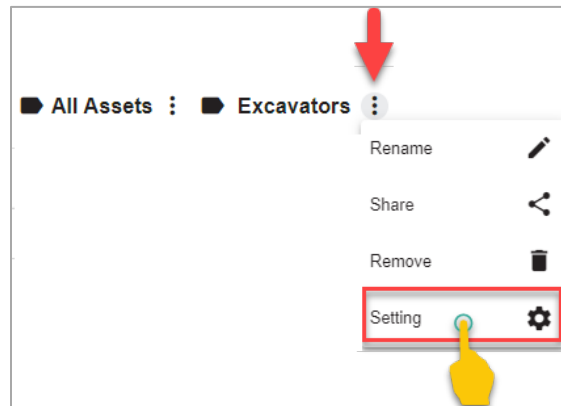 All Assets Excavators
Rename
Share
Remove
Setting